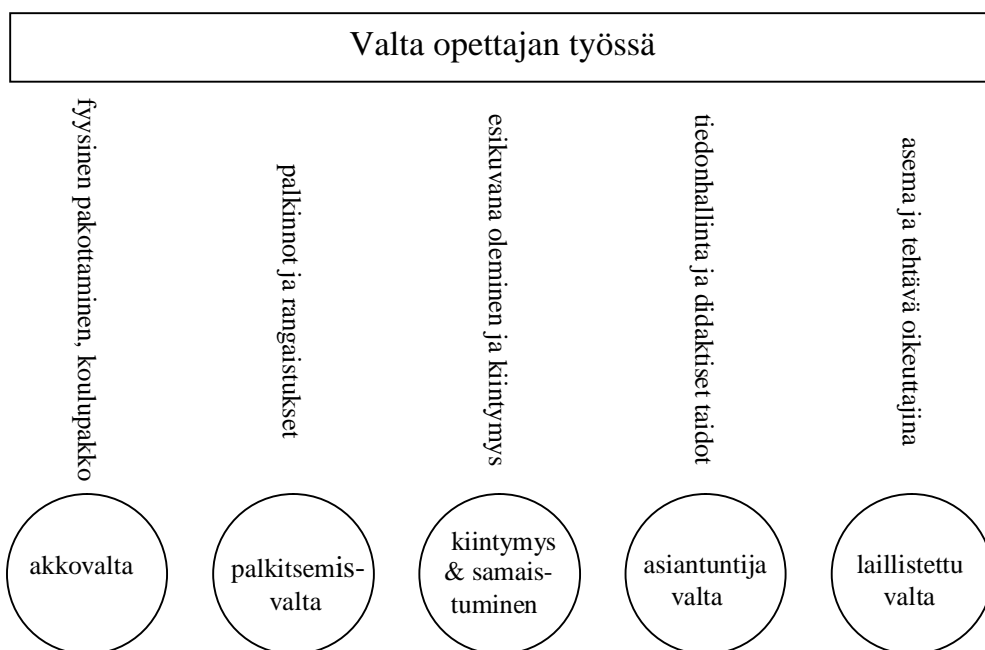 Valta opettajan työssä
fyysinen pakottaminen, koulupakko
palkinnot ja rangaistukset
esikuvana oleminen ja kiintymys
tiedonhallinta ja didaktiset taidot
asema ja tehtävä oikeuttajina
akkovalta
palkitsemis-
valta
kiintymys
& samais-
tuminen
asiantuntija
valta
laillistettu
valta